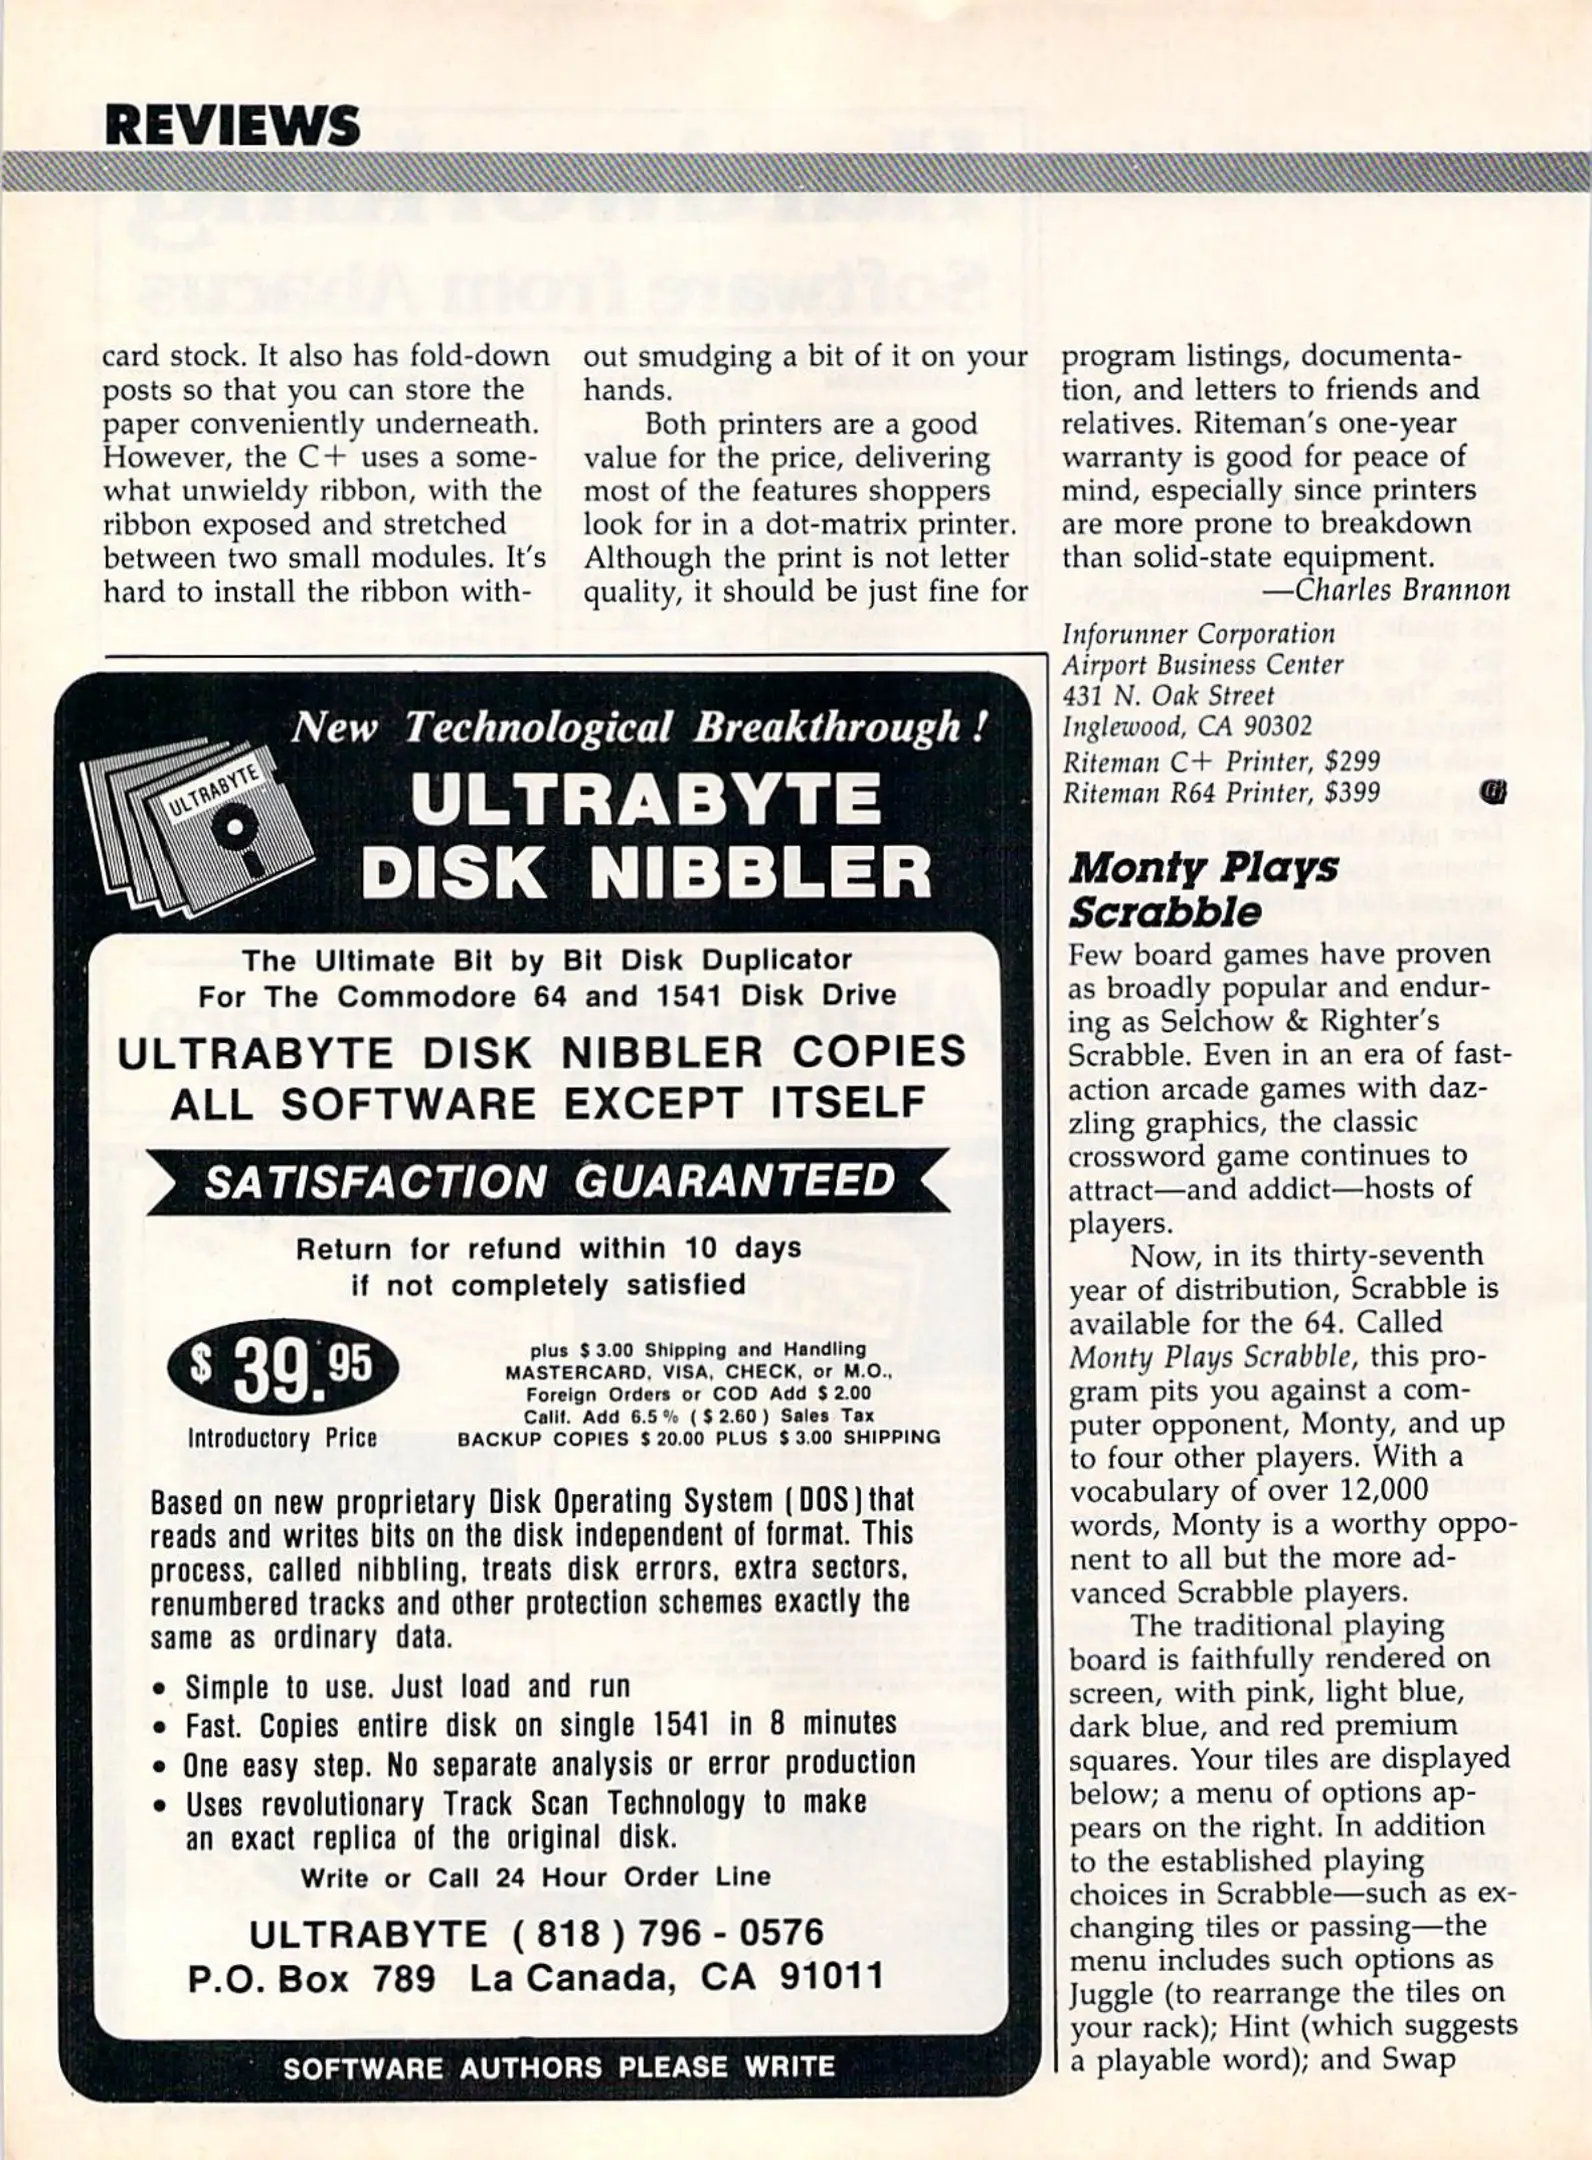 REVIEWS
card stock. It also has fold-down
posts so that you can store the
paper conveniently underneath.
However, the C+ uses a some-
what unwieldy ribbon, with the
ribbon exposed and stretched
between two small modules. It's
hard to install the ribbon with-
out smudging a bit of it on your
hands.
Both printers are a good
value for the price, delivering
most of the features shoppers
look for in a dot-matrix printer.
Although the print is not letter
quality, it should be just fine for
program listings, documenta-
tion, and letters to friends and
relatives. Riteman's one-year
warranty is good for peace of
mind, especially since printers
are more prone to breakdown
than solid-state equipment.
—Charles Brannon
Inforunner Corporation
Airport Business Center
431 N. Oak Street
Inglewood, CA 90302
Riteman C+ Printer, $299
Riteman R64 Printer, $399
Monty Plays
Scrabble
Few board games have proven
as broadly popular and endur-
ing as Selchow & Righter's
Scrabble. Even in an era of fast-
action arcade games with daz-
zling graphics, the classic
crossword game continues to
attract—and addict—hosts of
players.
Now, in its thirty-seventh
year of distribution, Scrabble is
available for the 64. Called
Monty Plays Scrabble, this pro-
gram pits you against a com-
puter opponent, Monty, and up
to four other players. With a
vocabulary of over 12,000
words, Monty is a worthy oppo-
nent to all but the more ad-
vanced Scrabble players.
The traditional playing
board is faithfully rendered on
screen, with pink, light blue,
dark blue, and red premium
squares. Your tiles are displayed
below; a menu of options ap-
pears on the right. In addition
to the established playing
choices in Scrabble—such as ex-
changing tiles or passing—the
menu includes such options as
Juggle (to rearrange the tiles on
your rack); Hint (which suggests
a playable word); and Swap
New Technological Breakthrough !
ULTRABYTE
ULTRABYTE
DISK NIBBLER
The Ultimate Bit by Bit Disk Duplicator
For The Commodore 64 and 1541 Disk Drive
ULTRABYTE DISK NIBBLER COPIES
ALL SOFTWARE EXCEPT ITSELF
SATISFACTION GUARANTEED
Return for refund within 10 days
if not completely satisfied
$ 39.95
Introductory Price
plus $ 3.00 Shipping and Handling
MASTERCARD, VISA, CHECK, or M.O.,
Foreign Orders or COD Add $ 2.00
Calif. Add 6.5 % ( $ 2.60 ) Sales Tax
BACKUP COPIES $ 20.00 PLUS $ 3.00 SHIPPING
Based on new proprietary Disk Operating System ( DOS ) that
reads and writes bits on the disk independent of format. This
process, called nibbling, treats disk errors, extra sectors,
renumbered tracks and other protection schemes exactly the
same as ordinary data.
• Simple to use. Just load and run
• Fast. Copies entire disk on single 1541 in 8 minutes
• One easy step. No separate analysis or error production
• Uses revolutionary Track Scan Technology to make
an exact replica of the original disk.
Write or Call 24 Hour Order Line
ULTRABYTE ( 818 ) 796 - 0576
P.O. Box 789 La Canada, CA 91011
SOFTWARE AUTHORS PLEASE WRITE